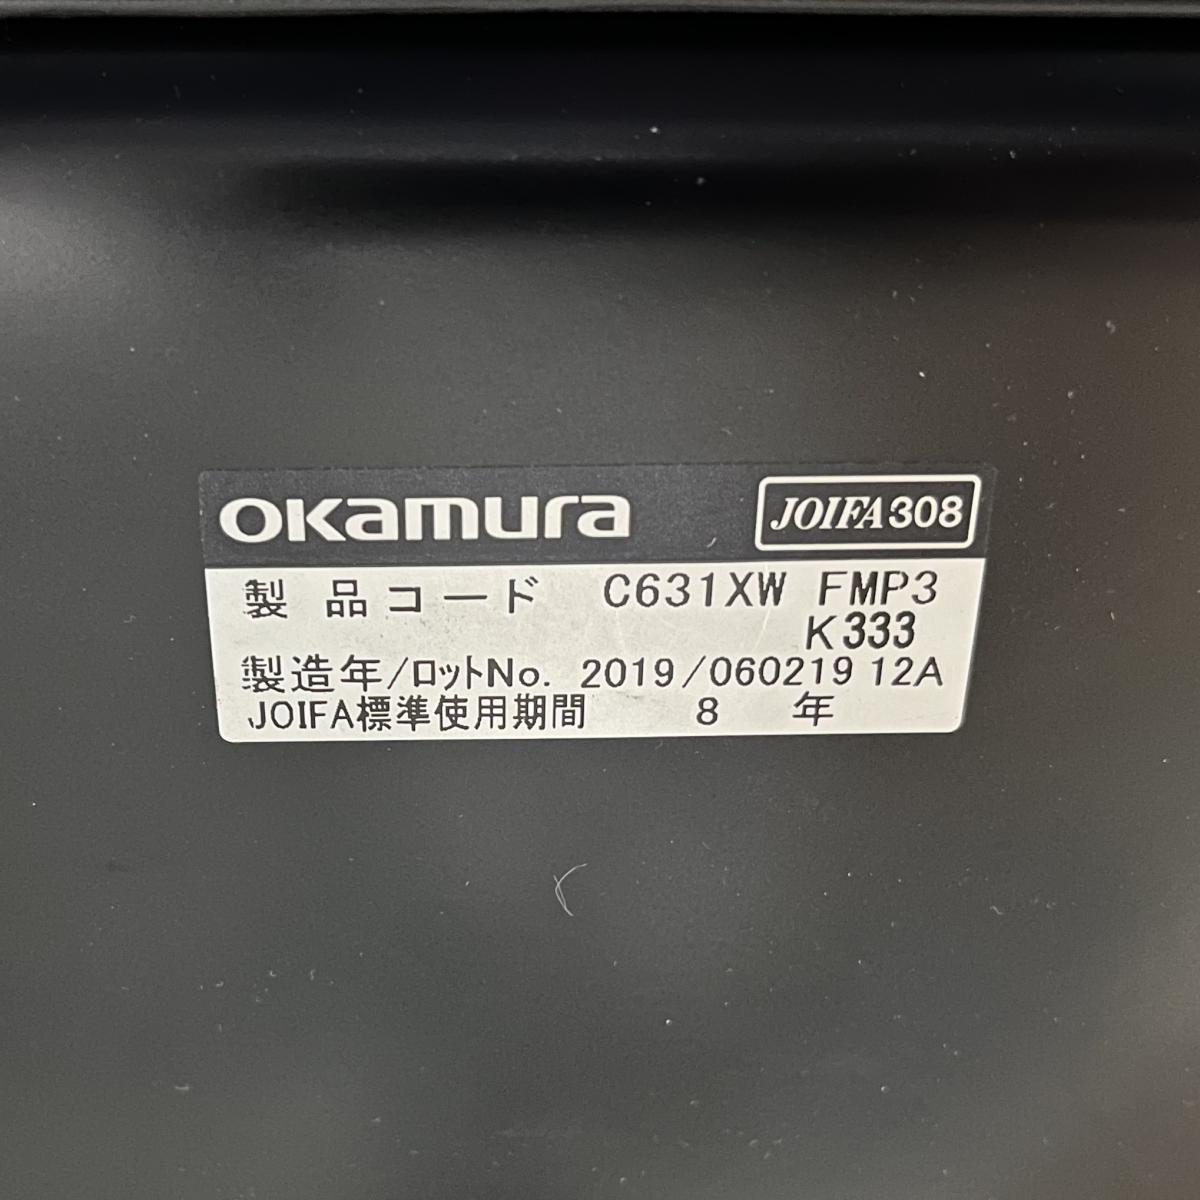 okamura JOIFA308
製 品 コード C631XW FMP3
K333
製造年/ロットNo. 2019/060219 12A
JOIFA標準使用期間 8 年